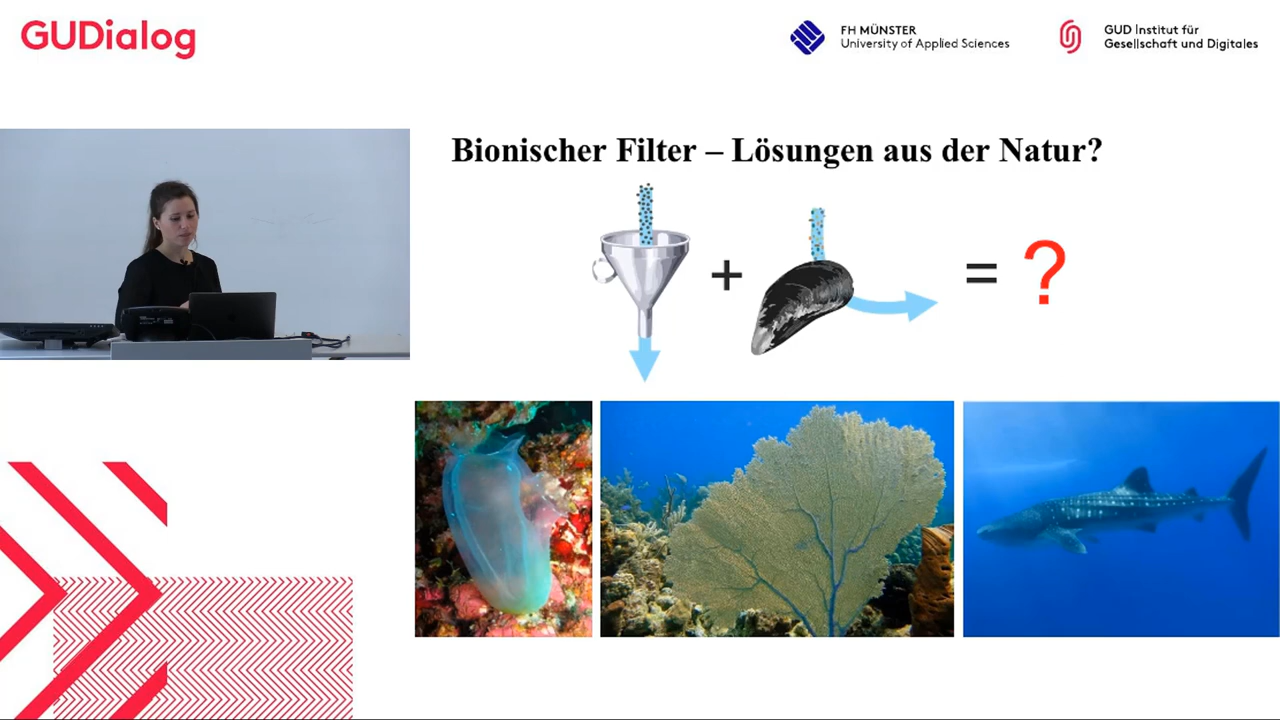 GUDialog
FH MÜNSTER
University of Applied Sciences
GUD Institut für
Gesellschaft und Digitales
Bionischer Filter – Lösungen aus der Natur?
+
= ?